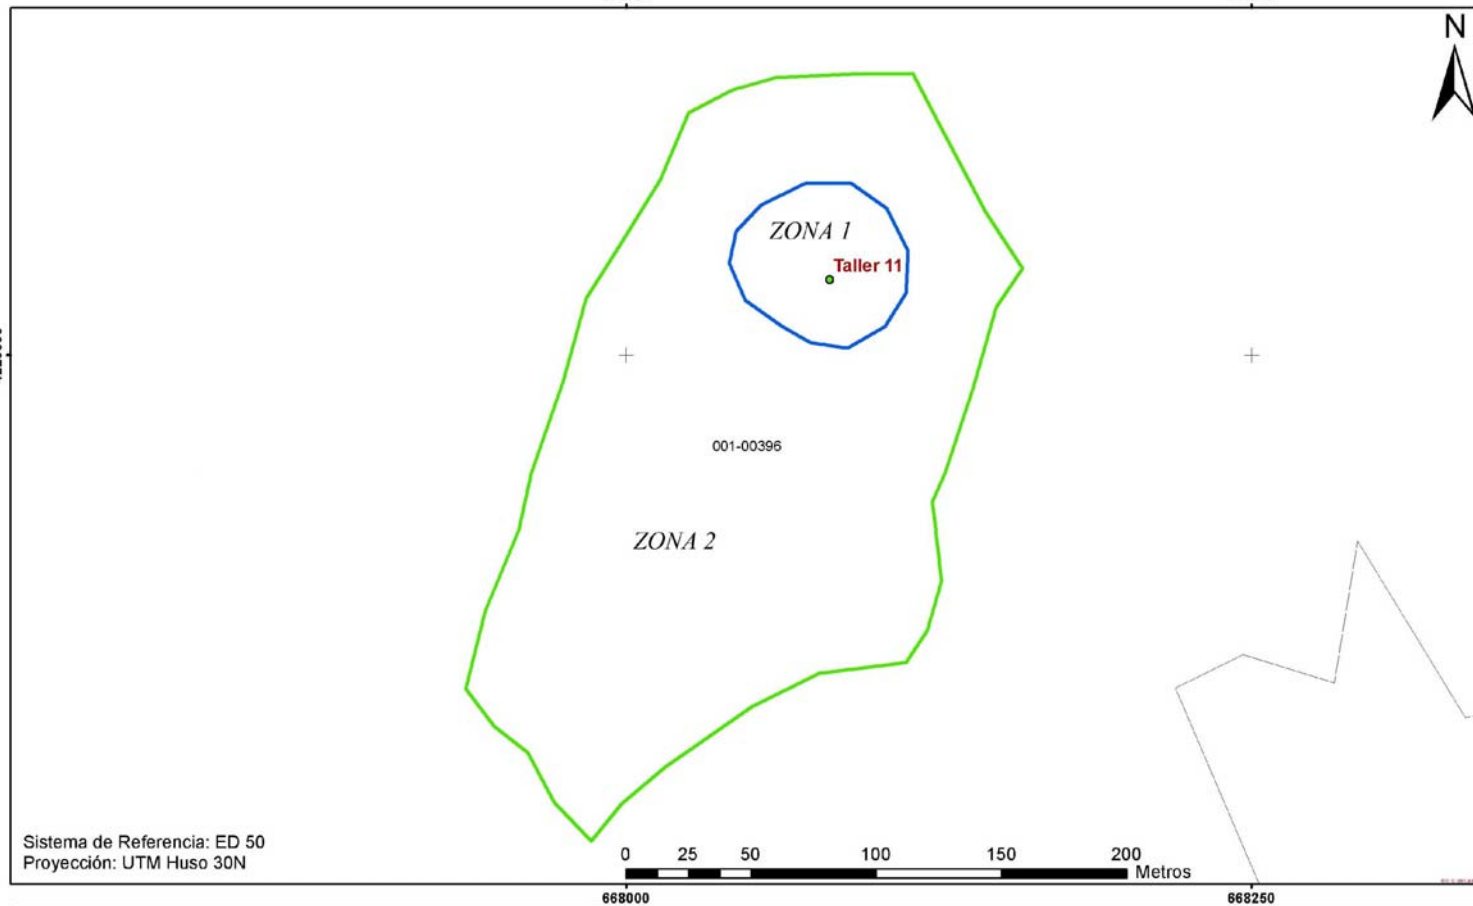 N
ZONA 1
Taller 11
001-00396
ZONA 2
Sistema de Referencia: ED 50
Proyección: UTM Huso 30N
0 25 50 100 150 200
Metros
668000 668250